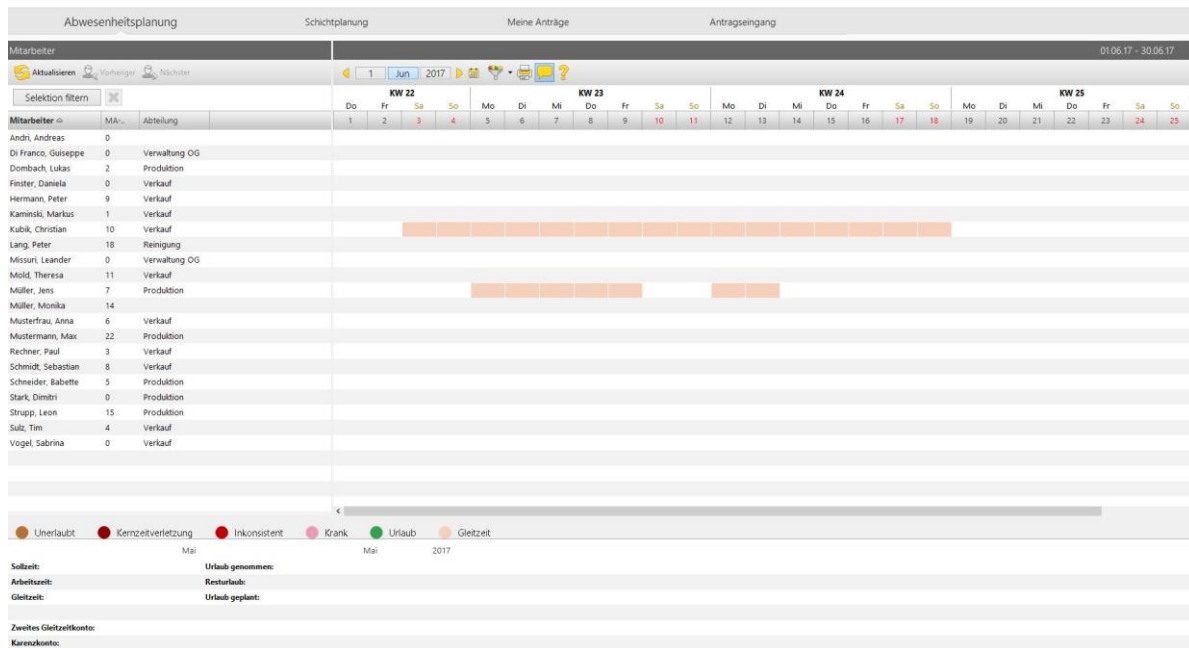 Abwesenheitsplanung Schichtplanung Meine Anträge Antragseingang
Mitarbeiter 01.06.17 - 30.06.17
Aktualisieren Vorheriger Nächster 1 Jun 2017 ?
Selektion filtern KW 22 KW 23 KW 24 KW 25
Do Fr Sa So Mo Di Mi Do Fr Sa So Mo Di Mi Do Fr Sa So Mo Di Mi Do Fr Sa So
Mitarbeiter MA-.. Abteilung 1 2 3 4 5 6 7 8 9 10 11 12 13 14 15 16 17 18 19 20 21 22 23 24 25
Andri, Andreas 0
Di Franco, Guiseppe 0 Verwaltung OG
Dombach, Lukas 2 Produktion
Finster, Daniela 0 Verkauf
Hermann, Peter 9 Verkauf
Kaminski, Markus 1 Verkauf
Kubik, Christian 10 Verkauf
Lang, Peter 18 Reinigung
Missuri, Leander 0 Verwaltung OG
Mold, Theresa 11 Verkauf
Müller, Jens 7 Produktion
Müller, Monika 14
Musterfrau, Anna 6 Verkauf
Mustermann, Max 22 Produktion
Rechner, Paul 3 Verkauf
Schmidt, Sebastian 8 Verkauf
Schneider, Babette 5 Produktion
Stark, Dimitri 0 Produktion
Strupp, Leon 15 Produktion
Sulz, Tim 4 Verkauf
Vogel, Sabrina 0 Verkauf
Unerlaubt Kernzeitverletzung Inkonsistent Krank Urlaub Gleitzeit
Mai Mai 2017
Sollzeit: Urlaub genommen:
Arbeitszeit: Resturlaub:
Gleitzeit: Urlaub geplant:
Zweites Gleitzeitkonto:
Karenzkonto: